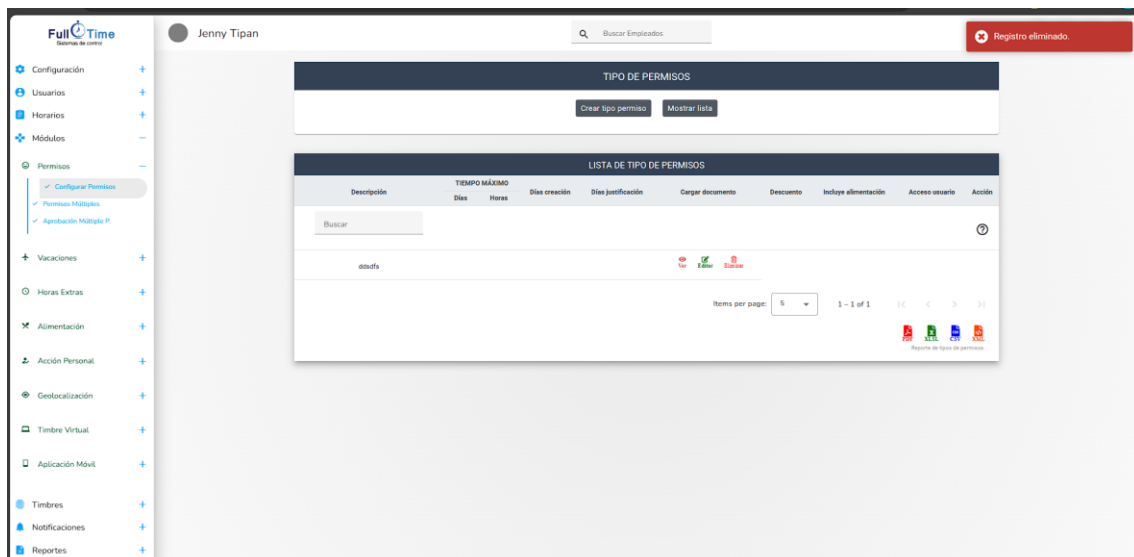 Full Time
Sistemas de control
Jenny Tipan
Buscar Empleados
Registro eliminado.
Configuración
Usuarios
Horarios
Módulos
Permisos
Configurar Permisos
Permisos Múltiples
Aprobación Múltiple P.
Vacaciones
Horas Extras
Alimentación
Acción Personal
Geolocalización
Timbre Virtual
Aplicación Móvil
Timbres
Notificaciones
Reportes
TIPO DE PERMISOS
Crear tipo permiso Mostrar lista
LISTA DE TIPO DE PERMISOS
Descripción TIEMPO MÁXIMO Días creación Días justificación Cargar documento Descuento Incluye alimentación Acceso usuario Acción
Días Horas
Buscar
ddsdfs
Ver Editar Eliminar
Items per page: 5 1 – 1 of 1
PDF XLSL CSV XML
Reporte de tipos de permisos